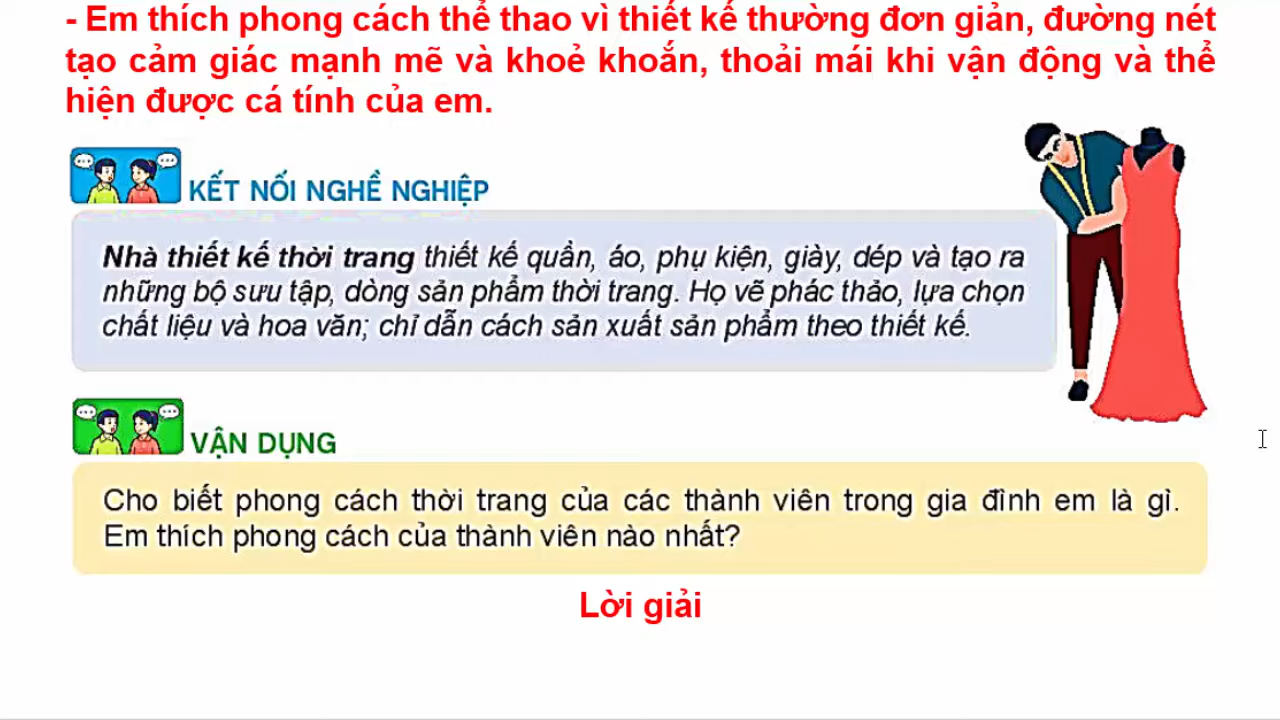 - Em thích phong cách thể thao vì thiết kế thường đơn giản, đường nét
tạo cảm giác mạnh mẽ và khoẻ khoắn, thoải mái khi vận động và thể
hiện được cá tính của em.
KẾT NỐI NGHỀ NGHIỆP
Nhà thiết kế thời trang thiết kế quần, áo, phụ kiện, giày, dép và tạo ra
những bộ sưu tập, dòng sản phẩm thời trang. Họ vẽ phác thảo, lựa chọn
chất liệu và hoa văn; chỉ dẫn cách sản xuất sản phẩm theo thiết kế.
VẬN DỤNG
Cho biết phong cách thời trang của các thành viên trong gia đình em là gì.
Em thích phong cách của thành viên nào nhất?
Lời giải